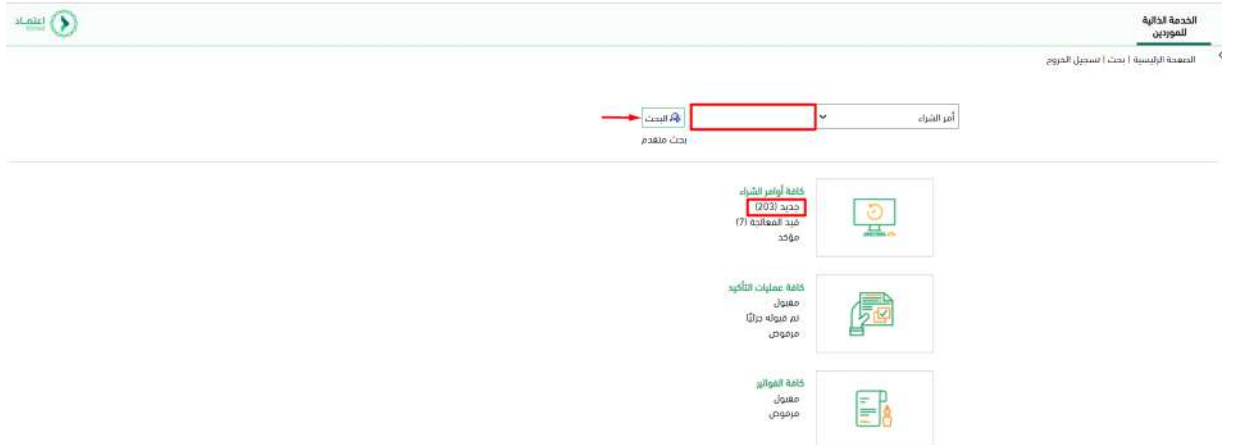 اعتماد
الخدمة الذاتية
للموردين
الصفحة الرئيسية | بحث | تسجيل الخروج
أمر الشراء
البحث
بحث متقدم
كافة أوامر الشراء
جديد (203)
قيد المعالجة (7)
مؤكد
كافة عمليات التأكيد
مقبول
تم قبوله جزئيًا
مرفوض
كافة الفواتير
مقبول
مرفوض